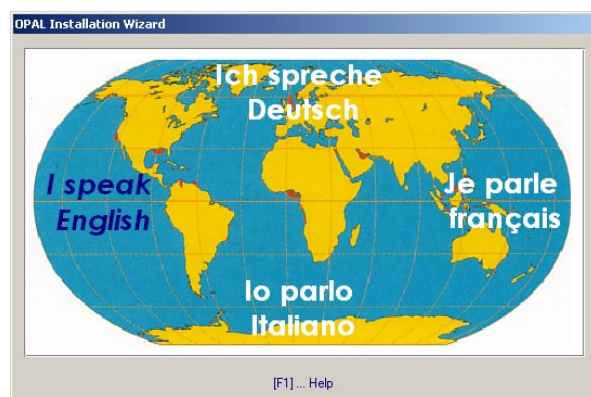 OPAL Installation Wizard
Ich spreche
Deutsch
I speak
English
Je parle
français
Io parlo
Italiano
[F1] ... Help